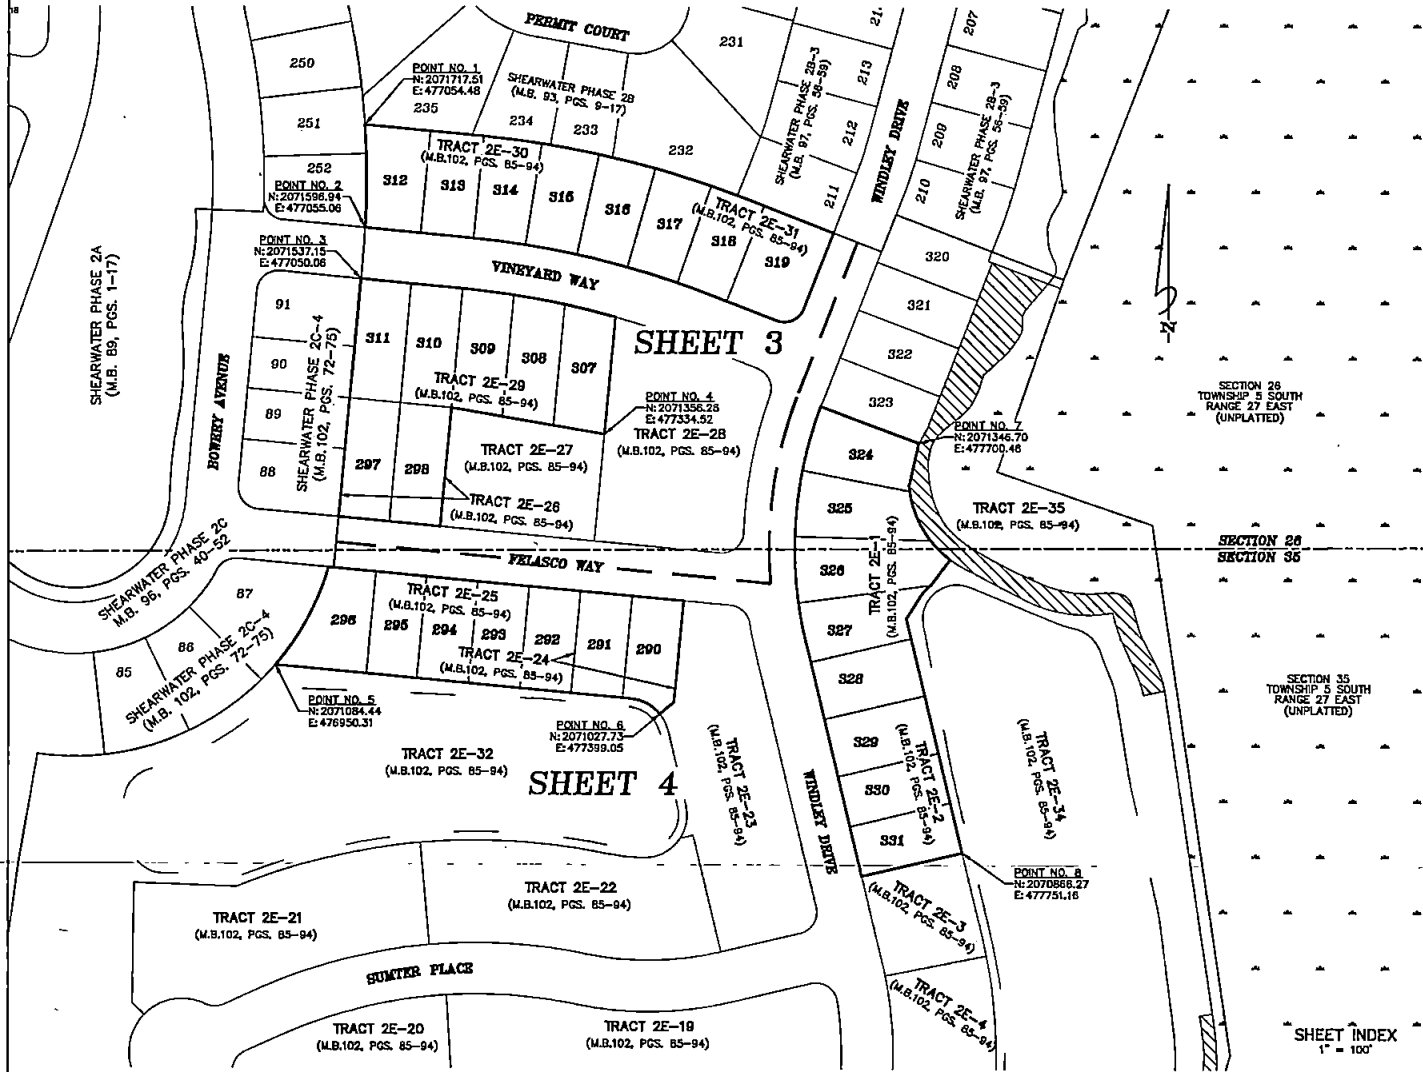 18
PERMIT COURT
250
251
252
POINT NO. 1
N:2071717.51
E:477054.48
235
SHEARWATER PHASE 2B
(M.B. 93, PGS. 9-17)
234
233
232
231
SHEARWATER PHASE 2B-3
(M.B. 97, PGS. 56-59)
213
212
211
WINDLEY DRIVE
207
208
209
210
SHEARWATER PHASE 2B-3
(M.B. 97, PGS. 56-59)
TRACT 2E-30
(M.B.102, PGS. 85-94)
312
313
314
315
316
317
318
319
TRACT 2E-31
(M.B.102, PGS. 85-94)
POINT NO. 2
N:2071596.94
E:477055.06
POINT NO. 3
N:2071537.15
E:477050.06
VINEYARD WAY
320
321
322
323
SHEARWATER PHASE 2A
(M.B. 89, PGS. 1-17)
BOWERY AVENUE
91
90
89
88
SHEARWATER PHASE 2C-4
(M.B.102, PGS. 72-75)
311
310
309
308
307
SHEET 3
TRACT 2E-29
(M.B.102, PGS. 85-94)
POINT NO. 4
N:2071356.28
E:477334.52
TRACT 2E-28
(M.B.102, PGS. 85-94)
TRACT 2E-27
(M.B.102, PGS. 85-94)
297
298
TRACT 2E-26
(M.B.102, PGS. 85-94)
N
SECTION 26
TOWNSHIP 5 SOUTH
RANGE 27 EAST
(UNPLATTED)
POINT NO. 7
N:2071346.70
E:477700.46
324
325
326
327
TRACT 2E-1
(M.B.102, PGS. 85-94)
TRACT 2E-35
(M.B.102, PGS. 85-94)
SECTION 26
SECTION 35
SHEARWATER PHASE 2C
M.B. 96, PGS. 40-52
FELASCO WAY
87
86
85
SHEARWATER PHASE 2C-4
(M.B. 102, PGS. 72-75)
TRACT 2E-25
(M.B.102, PGS. 85-94)
296
295
294
293
292
291
290
TRACT 2E-24
(M.B.102, PGS. 85-94)
POINT NO. 5
N:2071084.44
E:476950.31
POINT NO. 6
N:2071027.73
E:477399.05
328
329
330
331
TRACT 2E-2
(M.B.102, PGS. 85-94)
SECTION 35
TOWNSHIP 5 SOUTH
RANGE 27 EAST
(UNPLATTED)
TRACT 2E-32
(M.B.102, PGS. 85-94)
SHEET 4
TRACT 2E-23
(M.B.102, PGS. 85-94)
WINDLEY DRIVE
TRACT 2E-34
(M.B.102, PGS. 85-94)
POINT NO. 8
N:2070868.27
E:477751.16
TRACT 2E-22
(M.B.102, PGS. 85-94)
TRACT 2E-21
(M.B.102, PGS. 85-94)
TRACT 2E-3
(M.B.102, PGS. 85-94)
SUMTER PLACE
TRACT 2E-4
(M.B.102, PGS. 85-94)
TRACT 2E-20
(M.B.102, PGS. 85-94)
TRACT 2E-19
(M.B.102, PGS. 85-94)
SHEET INDEX
1" = 100'